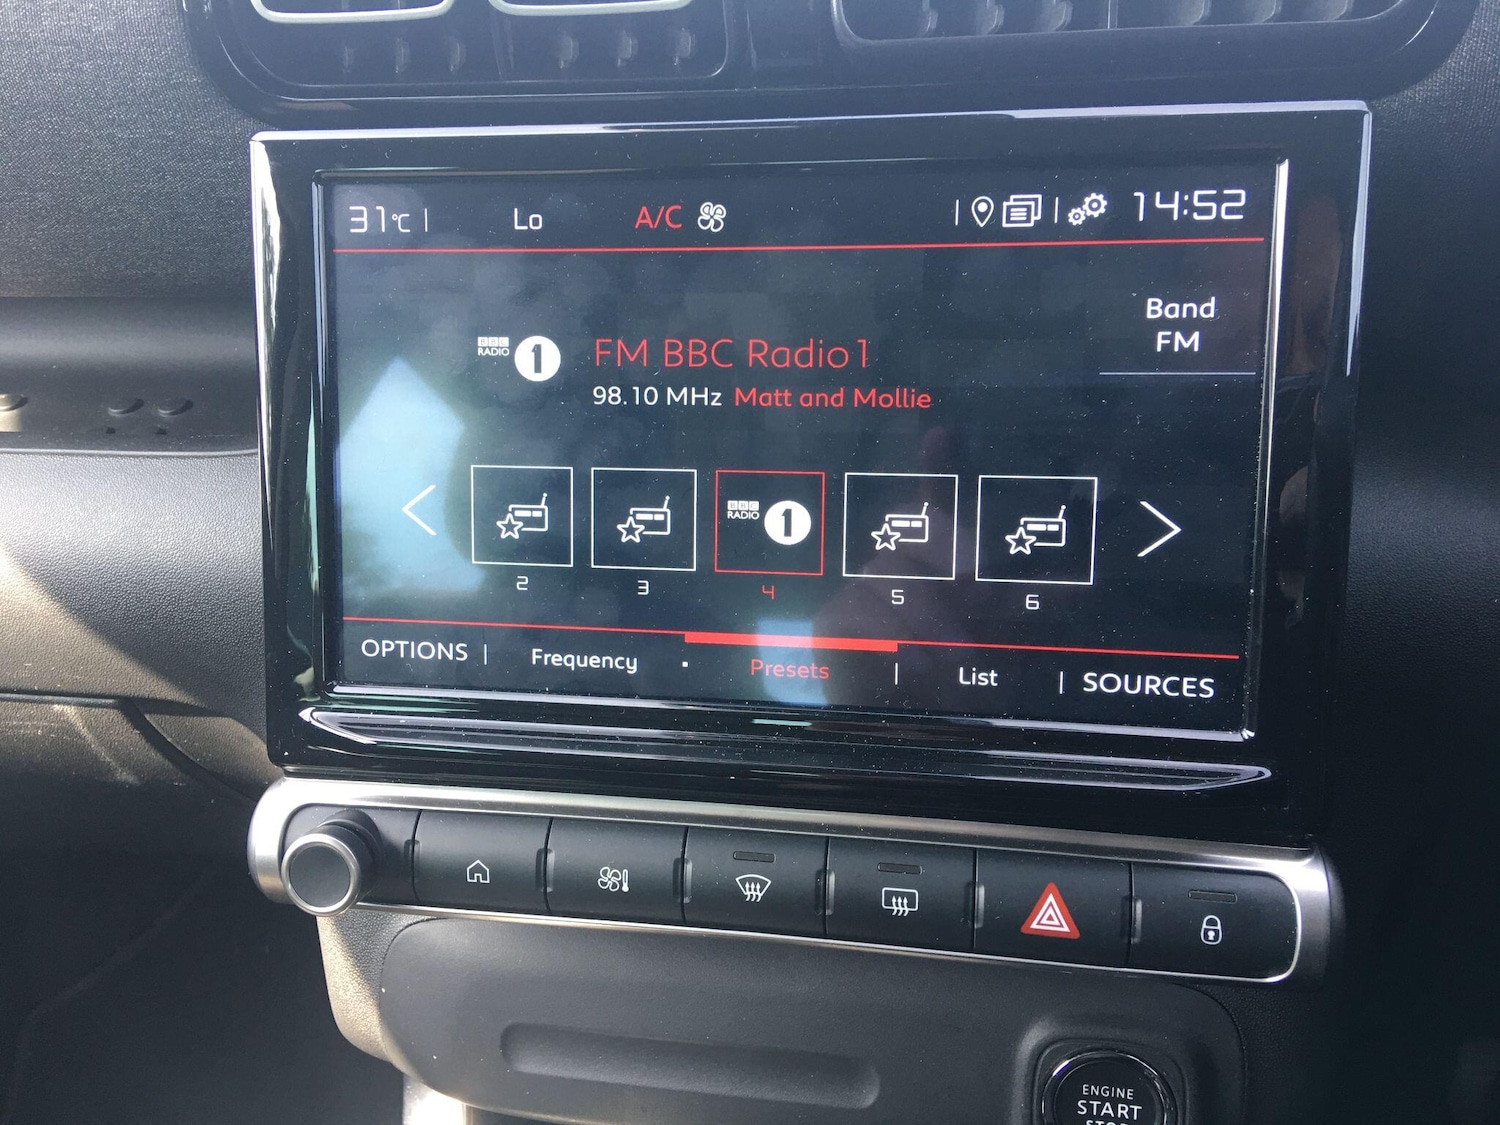 31°C Lo A/C 14:52
Band
FM
BBC
RADIO 1
FM BBC Radio 1
98.10 MHz Matt and Mollie
BBC
RADIO 1
2 3 4 5 6
OPTIONS Frequency Presets List SOURCES
ENGINE
START
STOP